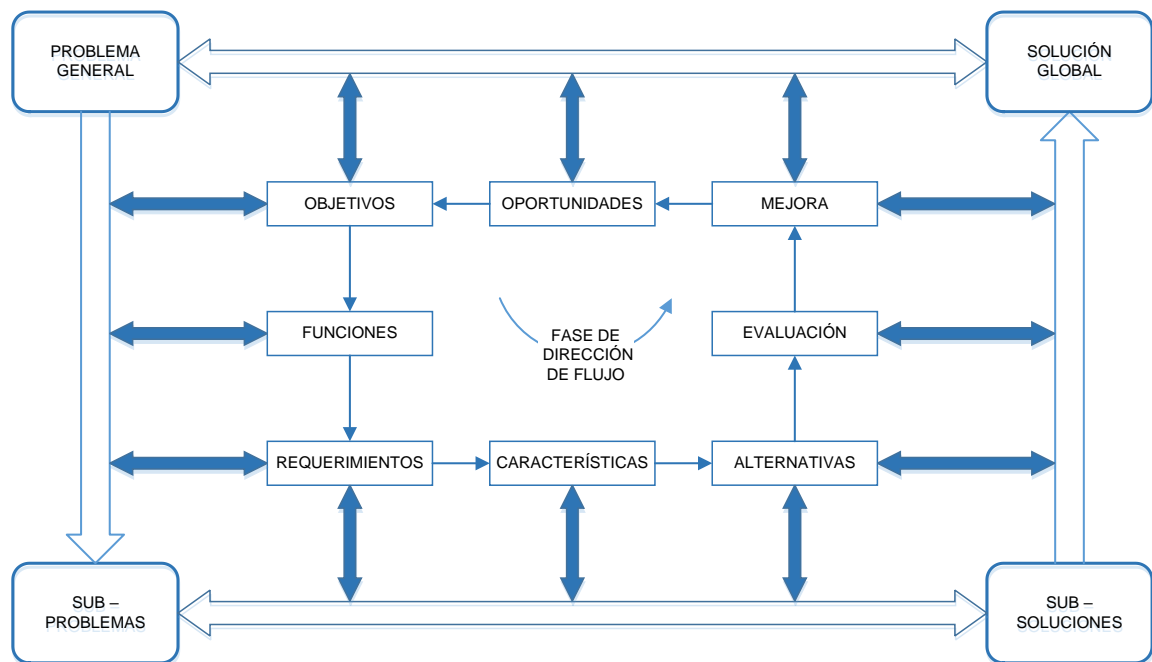 PROBLEMA
GENERAL
SOLUCIÓN
GLOBAL
OBJETIVOS
OPORTUNIDADES
MEJORA
FUNCIONES
FASE DE
DIRECCIÓN
DE FLUJO
EVALUACIÓN
REQUERIMIENTOS
CARACTERÍSTICAS
ALTERNATIVAS
SUB –
PROBLEMAS
SUB –
SOLUCIONES